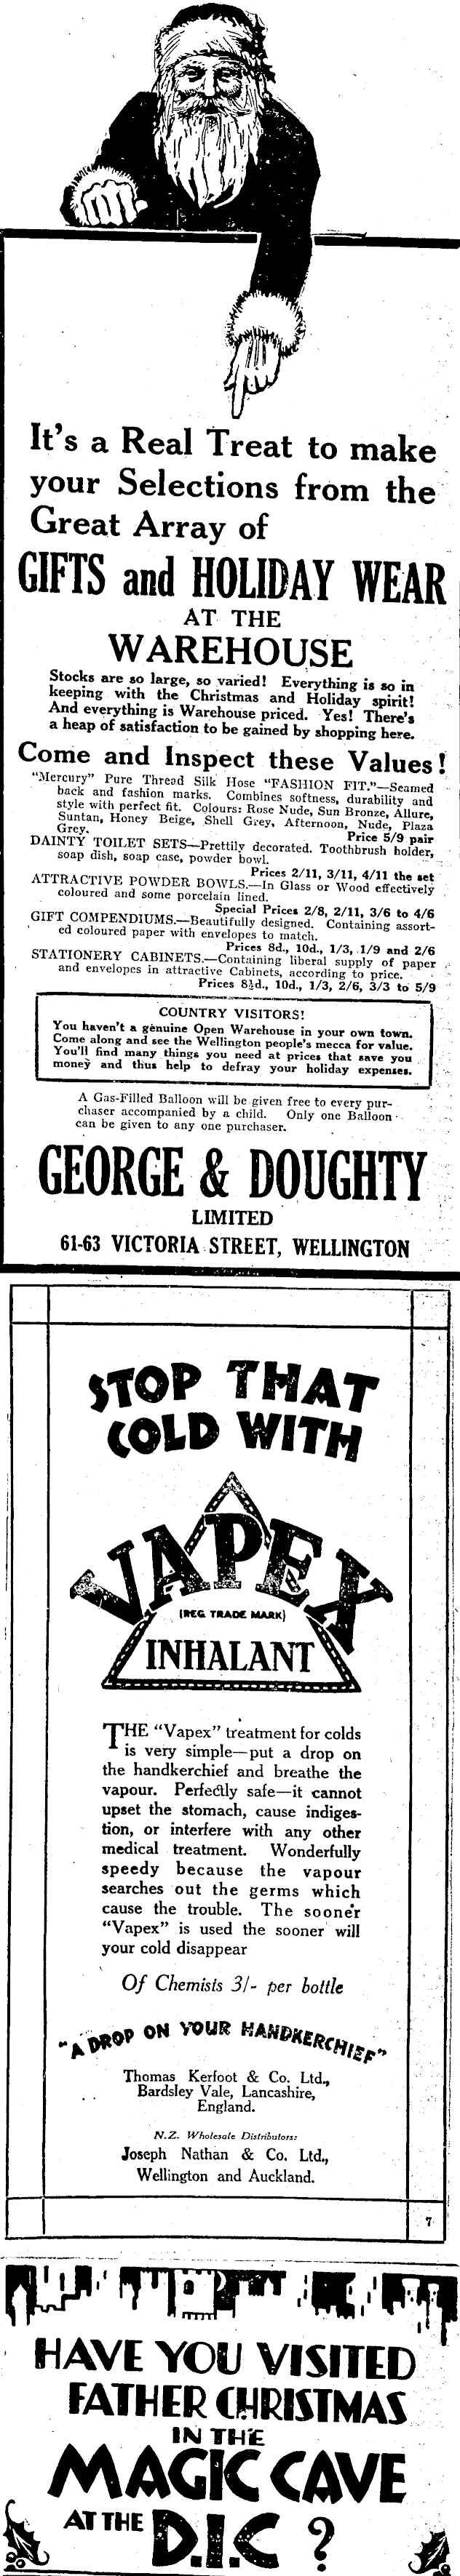 It's a Real Treat to make
your Selections from the
Great Array of
GIFTS and HOLIDAY WEAR
AT THE
WAREHOUSE
Stocks are so large, so varied! Everything is so in
keeping with the Christmas and Holiday spirit!
And everything is Warehouse priced. Yes! There's
a heap of satisfaction to be gained by shopping here.
Come and Inspect these Values!
"Mercury" Pure Thread Silk Hose "FASHION FIT."—Seamed
back and fashion marks. Combines softness, durability and
style with perfect fit. Colours: Rose Nude, Sun Bronze, Allure,
Suntan, Honey Beige, Shell Grey, Afternoon, Nude, Plaza
Grey. Price 5/9 pair
DAINTY TOILET SETS—Prettily decorated. Toothbrush holder,
soap dish, soap case, powder bowl.
Prices 2/11, 3/11, 4/11 the set
ATTRACTIVE POWDER BOWLS.—In Glass or Wood effectively
coloured and some porcelain lined.
Special Prices 2/8, 2/11, 3/6 to 4/6
GIFT COMPENDIUMS.—Beautifully designed. Containing assort-
ed coloured paper with envelopes to match.
Prices 8d., 10d., 1/3, 1/9 and 2/6
STATIONERY CABINETS.—Containing liberal supply of paper
and envelopes in attractive Cabinets, according to price.
Prices 8½d., 10d., 1/3, 2/6, 3/3 to 5/9
COUNTRY VISITORS!
You haven't a genuine Open Warehouse in your own town.
Come along and see the Wellington people's mecca for value.
You'll find many things you need at prices that save you
money and thus help to defray your holiday expenses.
A Gas-Filled Balloon will be given free to every pur-
chaser accompanied by a child. Only one Balloon
can be given to any one purchaser.
GEORGE & DOUGHTY
LIMITED
61-63 VICTORIA STREET, WELLINGTON
STOP THAT
COLD WITH
VAPEX
(REG. TRADE MARK)
INHALANT
THE "Vapex" treatment for colds
is very simple—put a drop on
the handkerchief and breathe the
vapour. Perfectly safe—it cannot
upset the stomach, cause indiges-
tion, or interfere with any other
medical treatment. Wonderfully
speedy because the vapour
searches out the germs which
cause the trouble. The sooner
"Vapex" is used the sooner will
your cold disappear
Of Chemists 3/- per bottle
"A DROP ON YOUR HANDKERCHIEF"
Thomas Kerfoot & Co. Ltd.,
Bardsley Vale, Lancashire,
England.
N.Z. Wholesale Distributors:
Joseph Nathan & Co. Ltd.,
Wellington and Auckland.
7
HAVE YOU VISITED
FATHER CHRISTMAS
IN THE
MAGIC CAVE
AT THE D.I.C ?